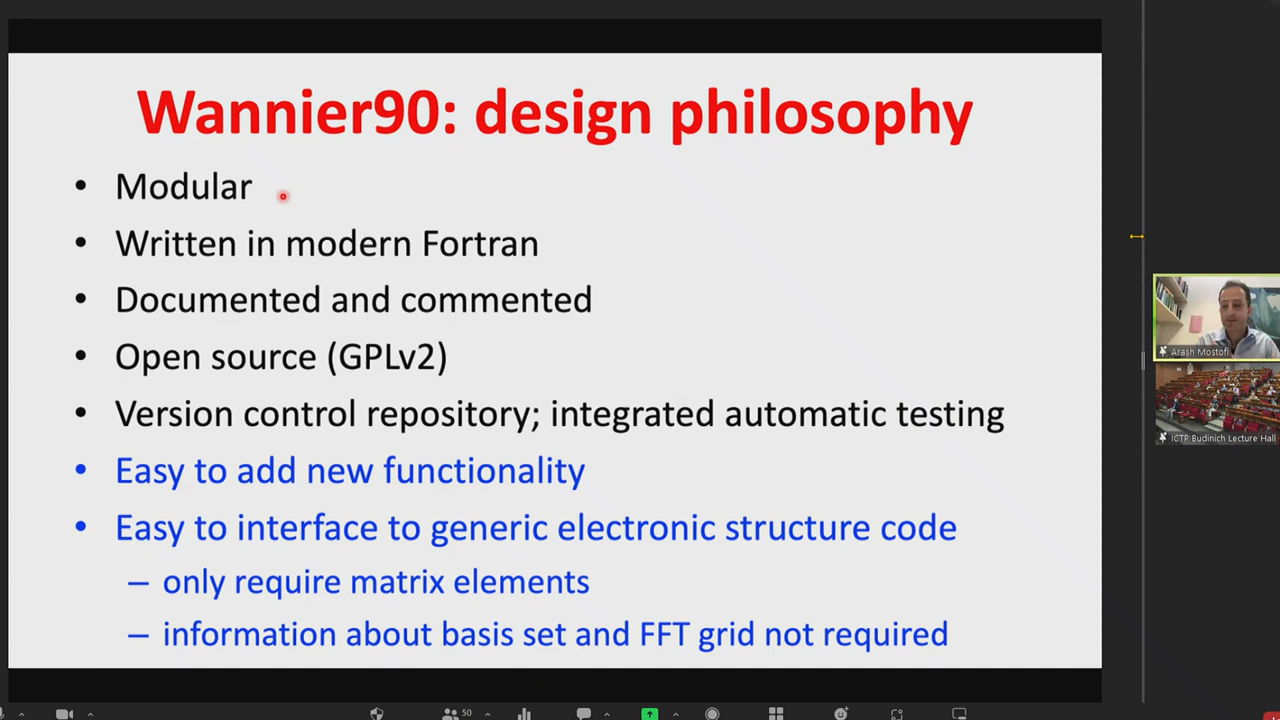 Wannier90: design philosophy
• Modular
• Written in modern Fortran
• Documented and commented
• Open source (GPLv2)
• Version control repository; integrated automatic testing
• Easy to add new functionality
• Easy to interface to generic electronic structure code
– only require matrix elements
– information about basis set and FFT grid not required
Arash Mostofi
ICTP Budinich Lecture Hall
50